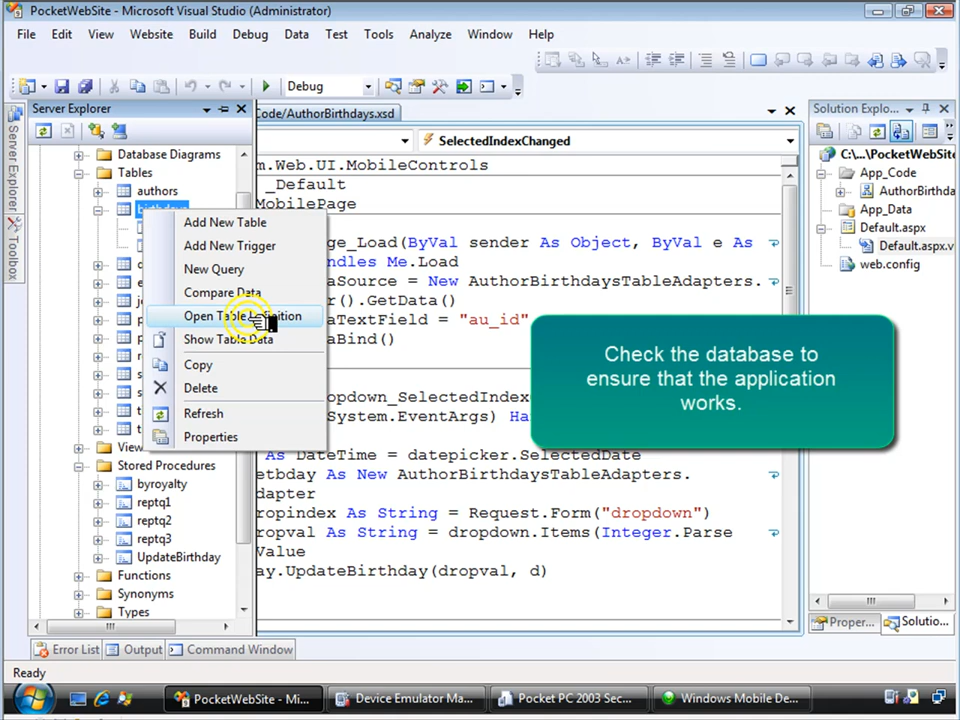 PocketWebSite - Microsoft Visual Studio (Administrator)
File Edit View Website Build Debug Data Test Tools Analyze Window Help
Debug
Server Explorer
Code/AuthorBirthdays.xsd
Solution Explo...
Server Explorer
Toolbox
Database Diagrams
Tables
authors
birthdays
Add New Table
Add New Trigger
New Query
Compare Data
Open Table Definition
Show Table Data
Copy
Delete
Refresh
Properties
Stored Procedures
byroyalty
reptq1
reptq2
reptq3
UpdateBirthday
Functions
Synonyms
Types
SelectedIndexChanged
m.Web.UI.MobileControls
_Default
MobilePage
ge_Load(ByVal sender As Object, ByVal e As
ndles Me.Load
aSource = New AuthorBirthdaysTableAdapters.
r().GetData()
aTextField = "au_id"
aBind()
opdown_SelectedIndex
System.EventArgs) Ha
As DateTime = datepicker.SelectedDate
etbday As New AuthorBirthdaysTableAdapters.
dapter
ropindex As String = Request.Form("dropdown")
ropval As String = dropdown.Items(Integer.Parse
Value
ay.UpdateBirthday(dropval, d)
Check the database to
ensure that the application
works.
C:\...\PocketWebSite
App_Code
AuthorBirthda
App_Data
Default.aspx
Default.aspx.v
web.config
Proper...
Solutio...
Error List
Output
Command Window
Ready
PocketWebSite - Mi...
Device Emulator Ma...
Pocket PC 2003 Sec...
Windows Mobile De...